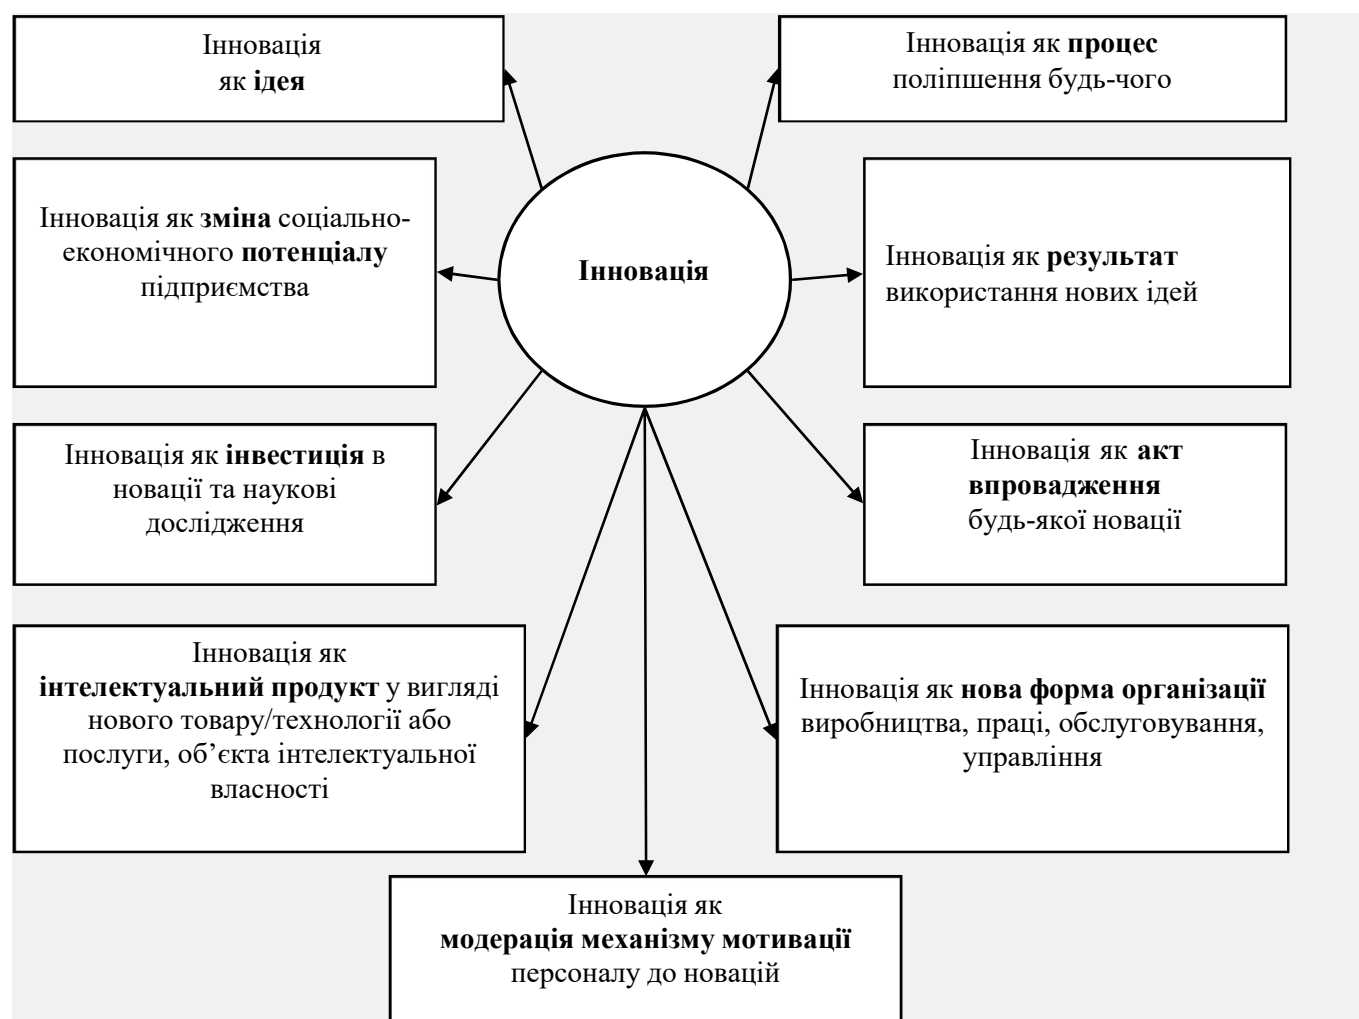 Інновація
як ідея
Інновація як процес
поліпшення будь-чого
Інновація як зміна соціально-
економічного потенціалу
підприємства
Інновація
Інновація як результат
використання нових ідей
Інновація як інвестиція в
новації та наукові
дослідження
Інновація як акт
впровадження
будь-якої новації
Інновація як
інтелектуальний продукт у вигляді
нового товару/технології або
послуги, об’єкта інтелектуальної
власності
Інновація як нова форма організації
виробництва, праці, обслуговування,
управління
Інновація як
модерація механізму мотивації
персоналу до новацій